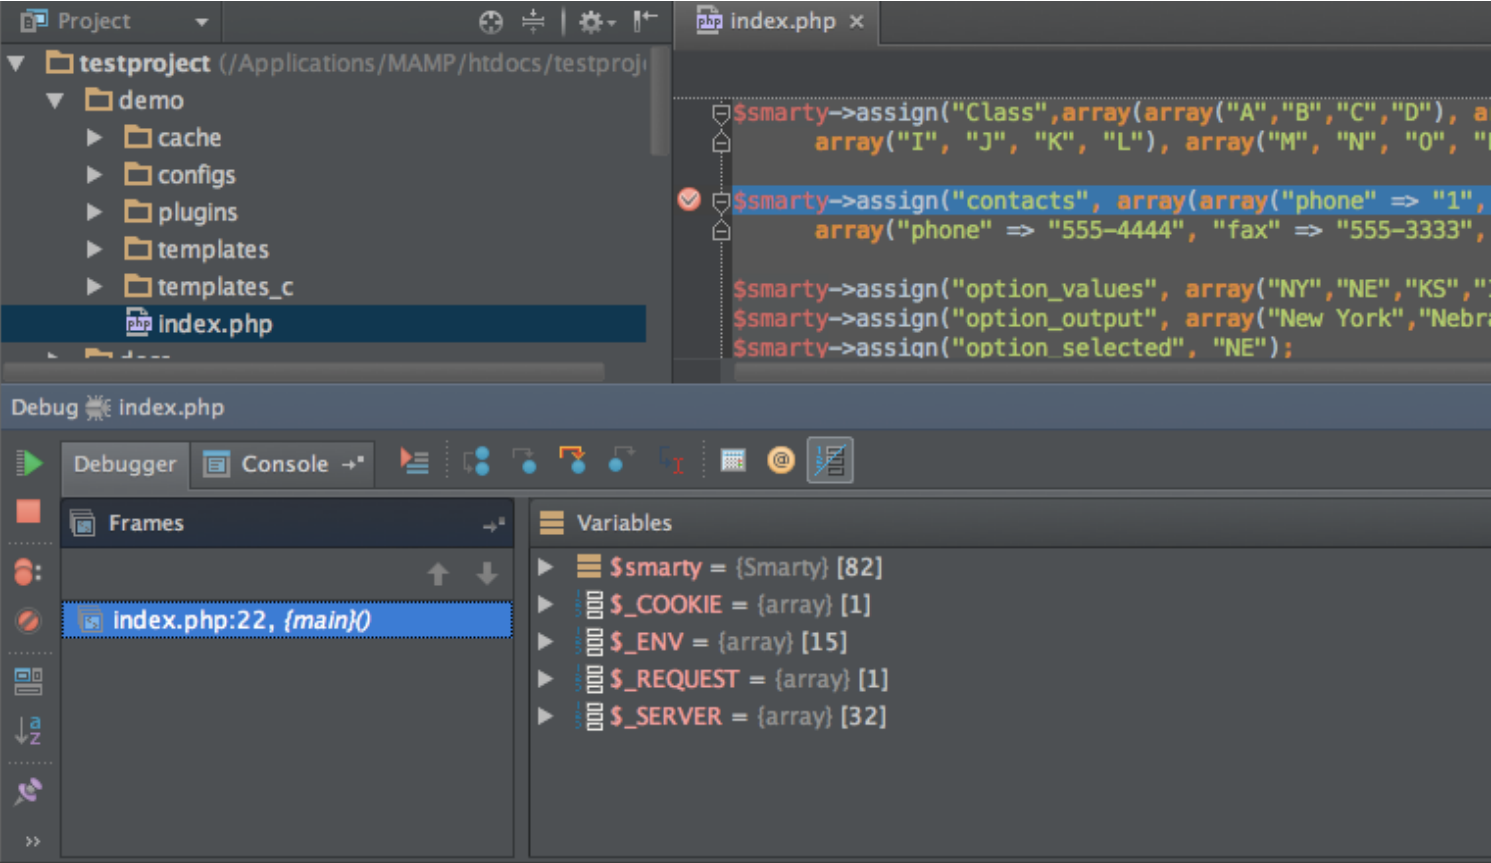 Project
index.php
testproject (/Applications/MAMP/htdocs/testproj
demo
cache
configs
plugins
templates
templates_c
index.php
$smarty->assign("Class",array(array("A","B","C","D"),
array("I", "J", "K", "L"), array("M", "N", "O",
$smarty->assign("contacts", array(array("phone" => "1",
array("phone" => "555-4444", "fax" => "555-3333",
$smarty->assign("option_values", array("NY","NE","KS","
$smarty->assign("option_output", array("New York","Nebra
$smarty->assign("option_selected", "NE");
Debug index.php
Debugger
Console
Frames
index.php:22, {main}()
Variables
$smarty = {Smarty} [82]
$_COOKIE = {array} [1]
$_ENV = {array} [15]
$_REQUEST = {array} [1]
$_SERVER = {array} [32]